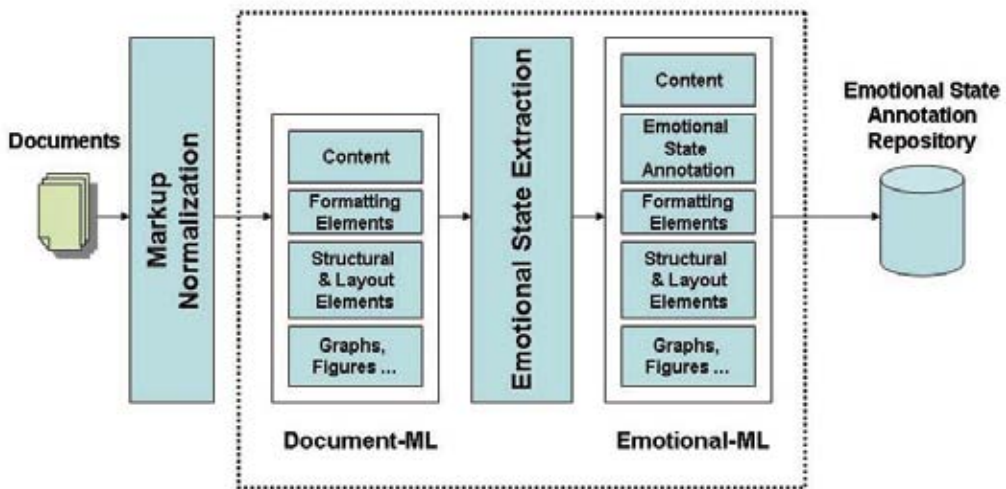 Documents
Markup
Normalization
Content
Formatting
Elements
Structural
& Layout
Elements
Graphs,
Figures ...
Document-ML
Emotional State Extraction
Content
Emotional
State
Annotation
Formatting
Elements
Structural
& Layout
Elements
Graphs,
Figures ...
Emotional-ML
Emotional State
Annotation
Repository